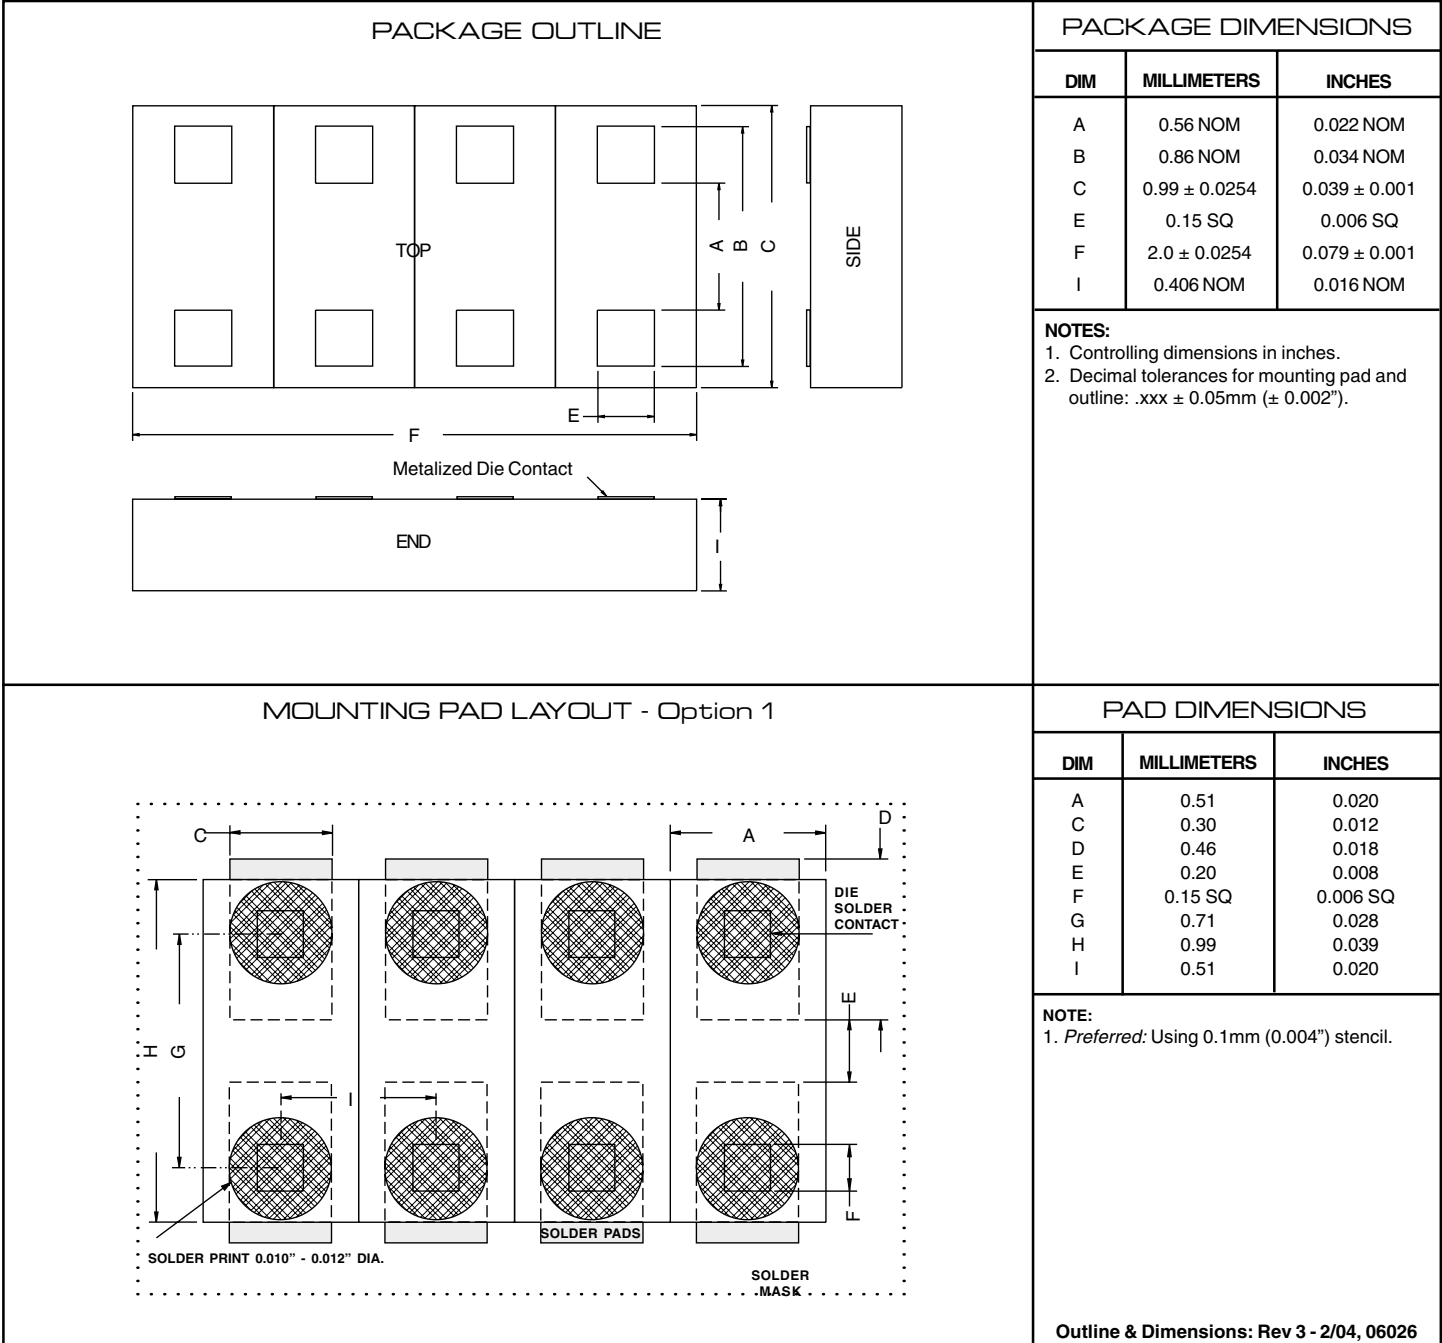 PACKAGE OUTLINE
TOP
A
B
C
SIDE
E
F
Metalized Die Contact
END
I
PACKAGE DIMENSIONS
DIM MILLIMETERS INCHES
A 0.56 NOM 0.022 NOM
B 0.86 NOM 0.034 NOM
C 0.99 ± 0.0254 0.039 ± 0.001
E 0.15 SQ 0.006 SQ
F 2.0 ± 0.0254 0.079 ± 0.001
I 0.406 NOM 0.016 NOM
NOTES:
1. Controlling dimensions in inches.
2. Decimal tolerances for mounting pad and
outline: .xxx ± 0.05mm (± 0.002”).
MOUNTING PAD LAYOUT - Option 1
C
A
D
DIE
SOLDER
CONTACT
E
H
G
I
F
SOLDER PADS
SOLDER PRINT 0.010” - 0.012” DIA.
SOLDER
MASK
PAD DIMENSIONS
DIM MILLIMETERS INCHES
A 0.51 0.020
C 0.30 0.012
D 0.46 0.018
E 0.20 0.008
F 0.15 SQ 0.006 SQ
G 0.71 0.028
H 0.99 0.039
I 0.51 0.020
NOTE:
1. Preferred: Using 0.1mm (0.004”) stencil.
Outline & Dimensions: Rev 3 - 2/04, 06026